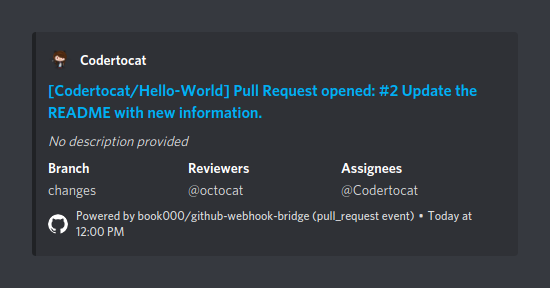 Codertocat
[Codertocat/Hello-World] Pull Request opened: #2 Update the
README with new information.
No description provided
Branch Reviewers Assignees
changes @octocat @Codertocat
Powered by book000/github-webhook-bridge (pull_request event) • Today at
12:00 PM